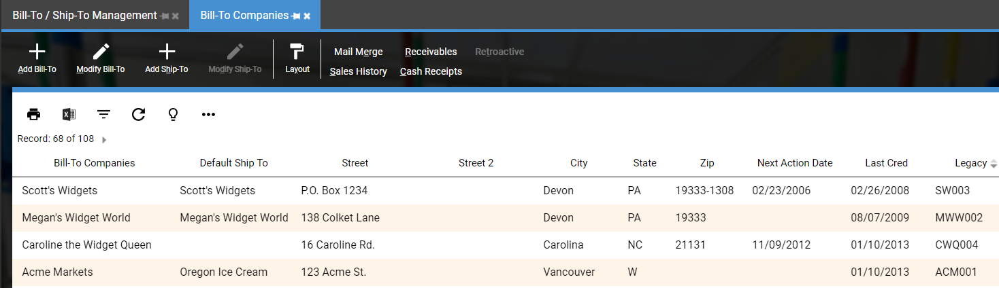 Bill-To / Ship-To Management
Bill-To Companies
Add Bill-To
Modify Bill-To
Add Ship-To
Modify Ship-To
Layout
Mail Merge Receivables Retroactive
Sales History Cash Receipts
Record: 68 of 108
Bill-To Companies Default Ship To Street Street 2 City State Zip Next Action Date Last Cred Legacy
Scott's Widgets Scott's Widgets P.O. Box 1234 Devon PA 19333-1308 02/23/2006 02/26/2008 SW003
Megan's Widget World Megan's Widget World 138 Colket Lane Devon PA 19333 08/07/2009 MWW002
Caroline the Widget Queen 16 Caroline Rd. Carolina NC 21131 11/09/2012 01/10/2013 CWQ004
Acme Markets Oregon Ice Cream 123 Acme St. Vancouver W 01/10/2013 ACM001